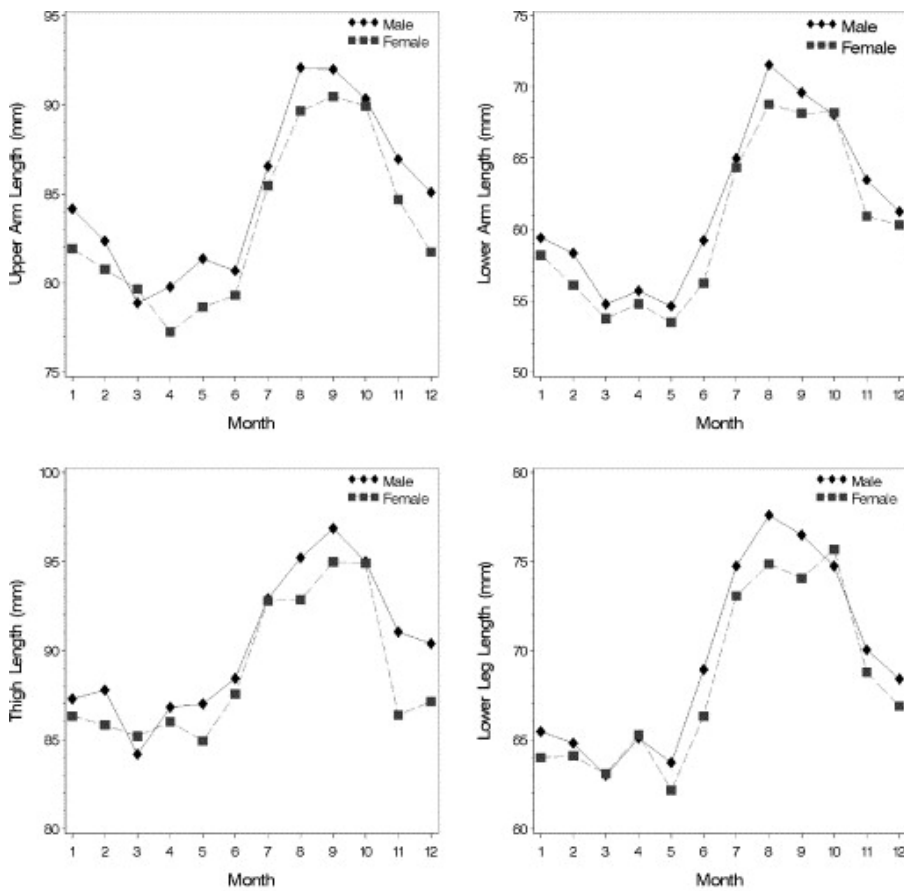 95
Male
Female
90
85
80
75
Upper Arm Length (mm)
1 2 3 4 5 6 7 8 9 10 11 12
Month
75
Male
Female
70
65
60
55
50
Lower Arm Length (mm)
1 2 3 4 5 6 7 8 9 10 11 12
Month
100
Male
Female
95
90
85
80
Thigh Length (mm)
1 2 3 4 5 6 7 8 9 10 11 12
Month
80
Male
Female
75
70
65
60
Lower Leg Length (mm)
1 2 3 4 5 6 7 8 9 10 11 12
Month